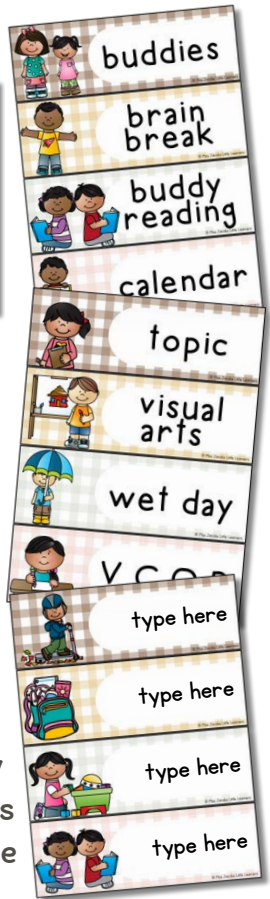 buddies
brain
break
buddy
reading
calendar
topic
visual
arts
wet day
type here
type here
type here
type here